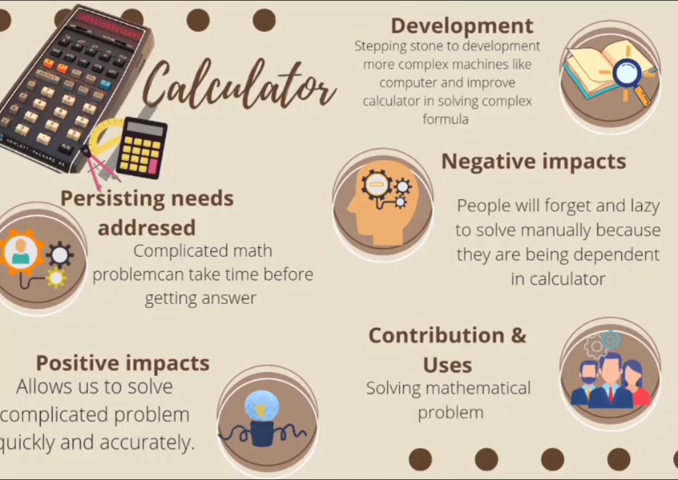 Calculator
HEWLETT·PACKARD
Persisting needs
addresed
Complicated math
problemcan take time before
getting answer
Positive impacts
Allows us to solve
complicated problem
quickly and accurately.
Development
Stepping stone to development
more complex machines like
computer and improve
calculator in solving complex
formula
Negative impacts
People will forget and lazy
to solve manually because
they are being dependent
in calculator
Contribution &
Uses
Solving mathematical
problem